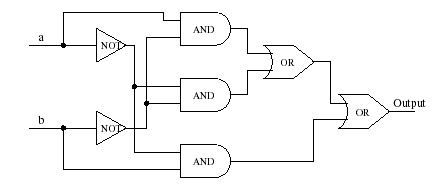 AND
a
NOT
OR
AND
Output
OR
b
NOT
AND